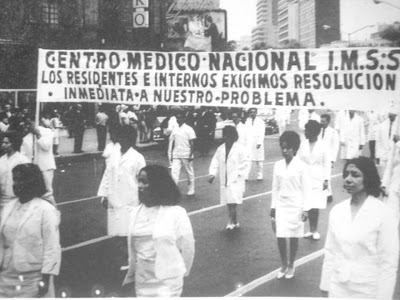 CENTRO-MEDICO-NACIONAL I.M.S.S
LOS RESIDENTES E INTERNOS EXIGIMOS RESOLUCION
INMEDIATA·A NUESTRO-PROBLEMA.